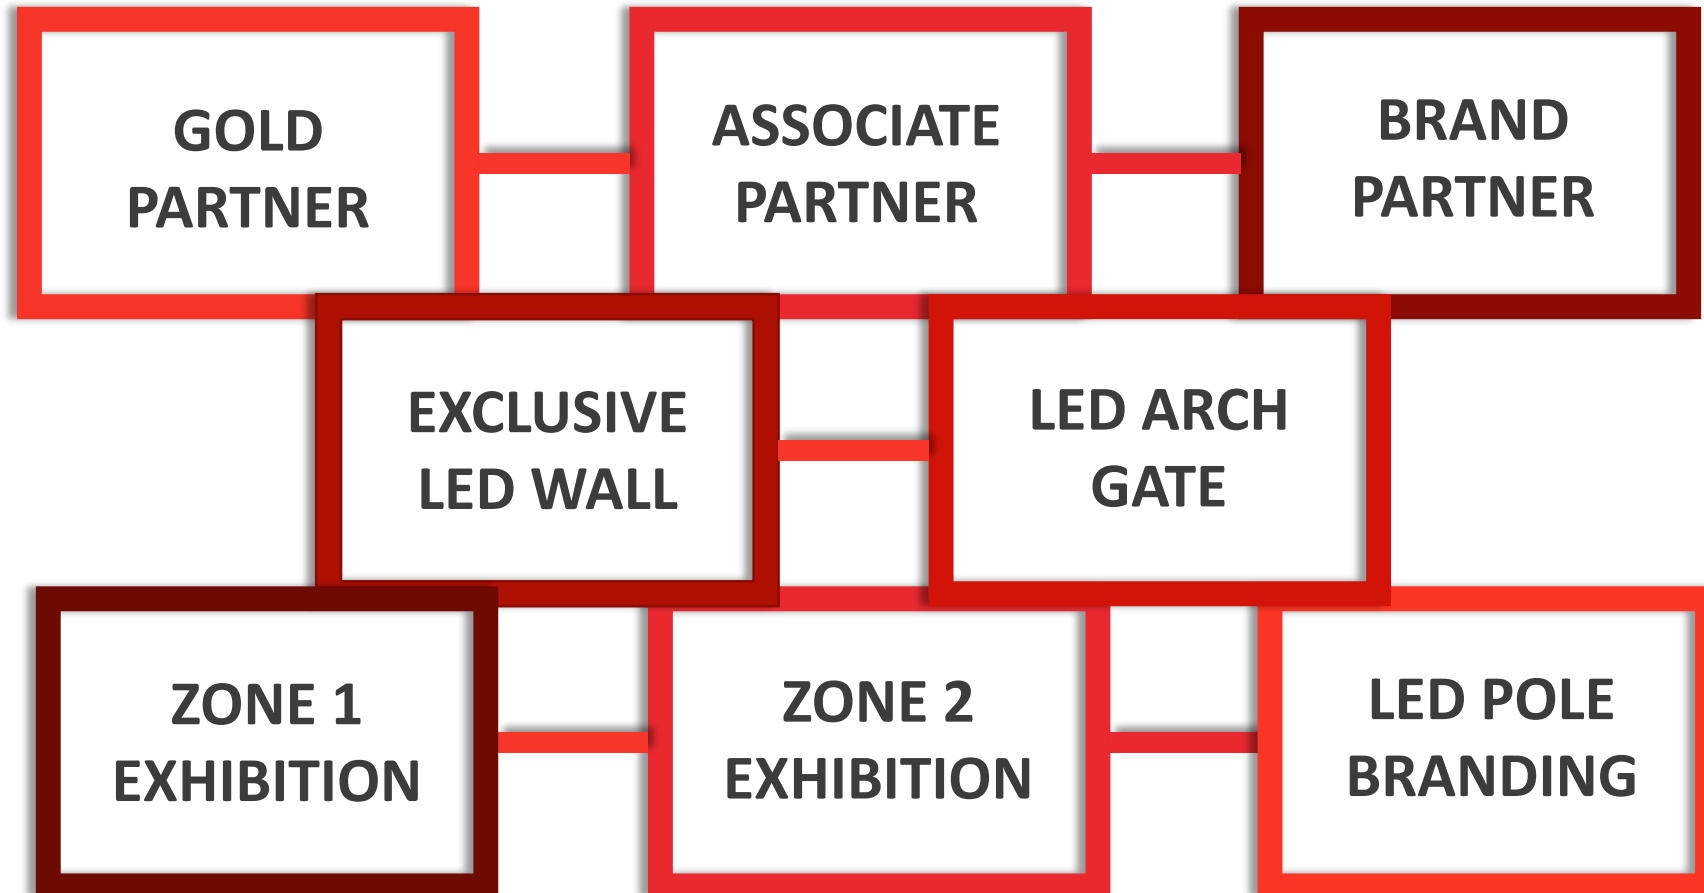 GOLD
PARTNER
ASSOCIATE
PARTNER
BRAND
PARTNER
EXCLUSIVE
LED WALL
LED ARCH
GATE
ZONE 1
EXHIBITION
ZONE 2
EXHIBITION
LED POLE
BRANDING